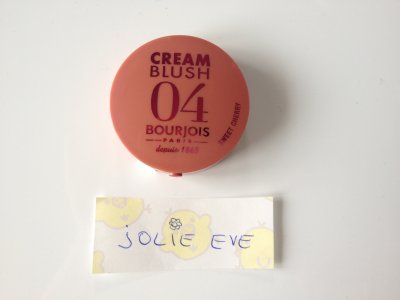 CREAM
BLUSH
04
BOURJOIS
PARIS
depuis 1863
SWEET CHERRY
jOLIE EVE